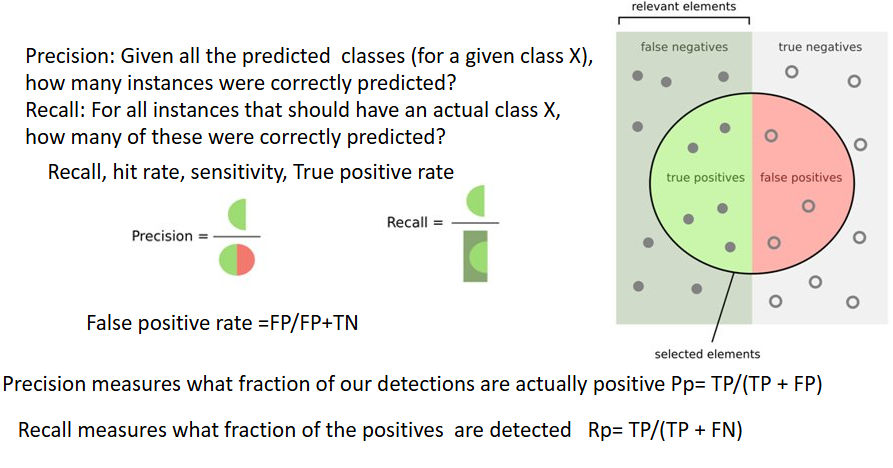 relevant elements
Precision: Given all the predicted classes (for a given class X),
how many instances were correctly predicted?
Recall: For all instances that should have an actual class X,
how many of these were correctly predicted?
Recall, hit rate, sensitivity, True positive rate
false negatives
true negatives
true positives
false positives
Precision =
Recall =
False positive rate =FP/FP+TN
selected elements
Precision measures what fraction of our detections are actually positive Pp= TP/(TP + FP)
Recall measures what fraction of the positives are detected Rp= TP/(TP + FN)